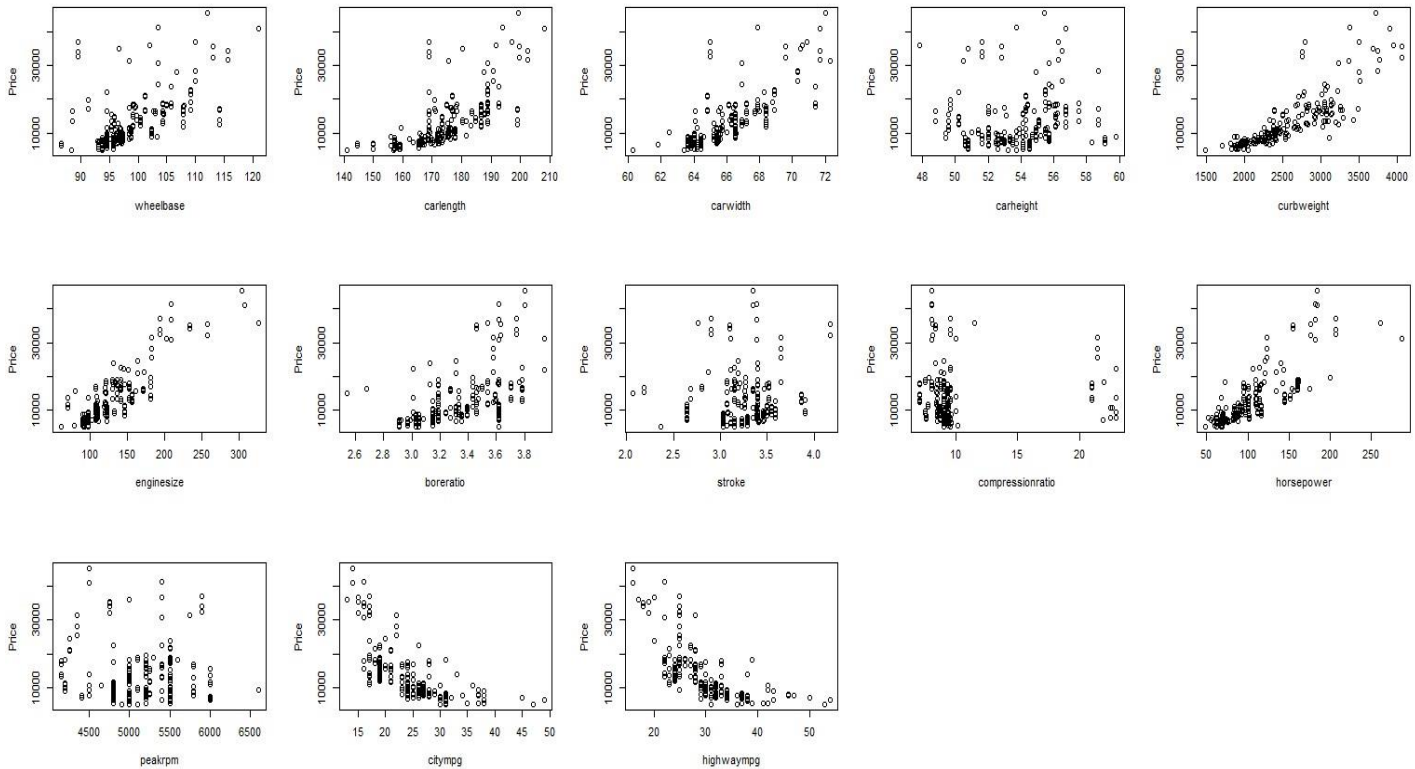 Price
10000 30000
90 95 100 105 110 115 120
wheelbase
Price
10000 30000
140 150 160 170 180 190 200 210
carlength
Price
10000 30000
60 62 64 66 68 70 72
carwidth
Price
10000 30000
48 50 52 54 56 58 60
carheight
Price
10000 30000
1500 2000 2500 3000 3500 4000
curbweight
Price
10000 30000
100 150 200 250 300
enginesize
Price
10000 30000
2.6 2.8 3.0 3.2 3.4 3.6 3.8
boreratio
Price
10000 30000
2.0 2.5 3.0 3.5 4.0
stroke
Price
10000 30000
10 15 20
compressionratio
Price
10000 30000
50 100 150 200 250
horsepower
Price
10000 30000
4500 5000 5500 6000 6500
peakrpm
Price
10000 30000
15 20 25 30 35 40 45 50
citympg
Price
10000 30000
20 30 40 50
highwaympg